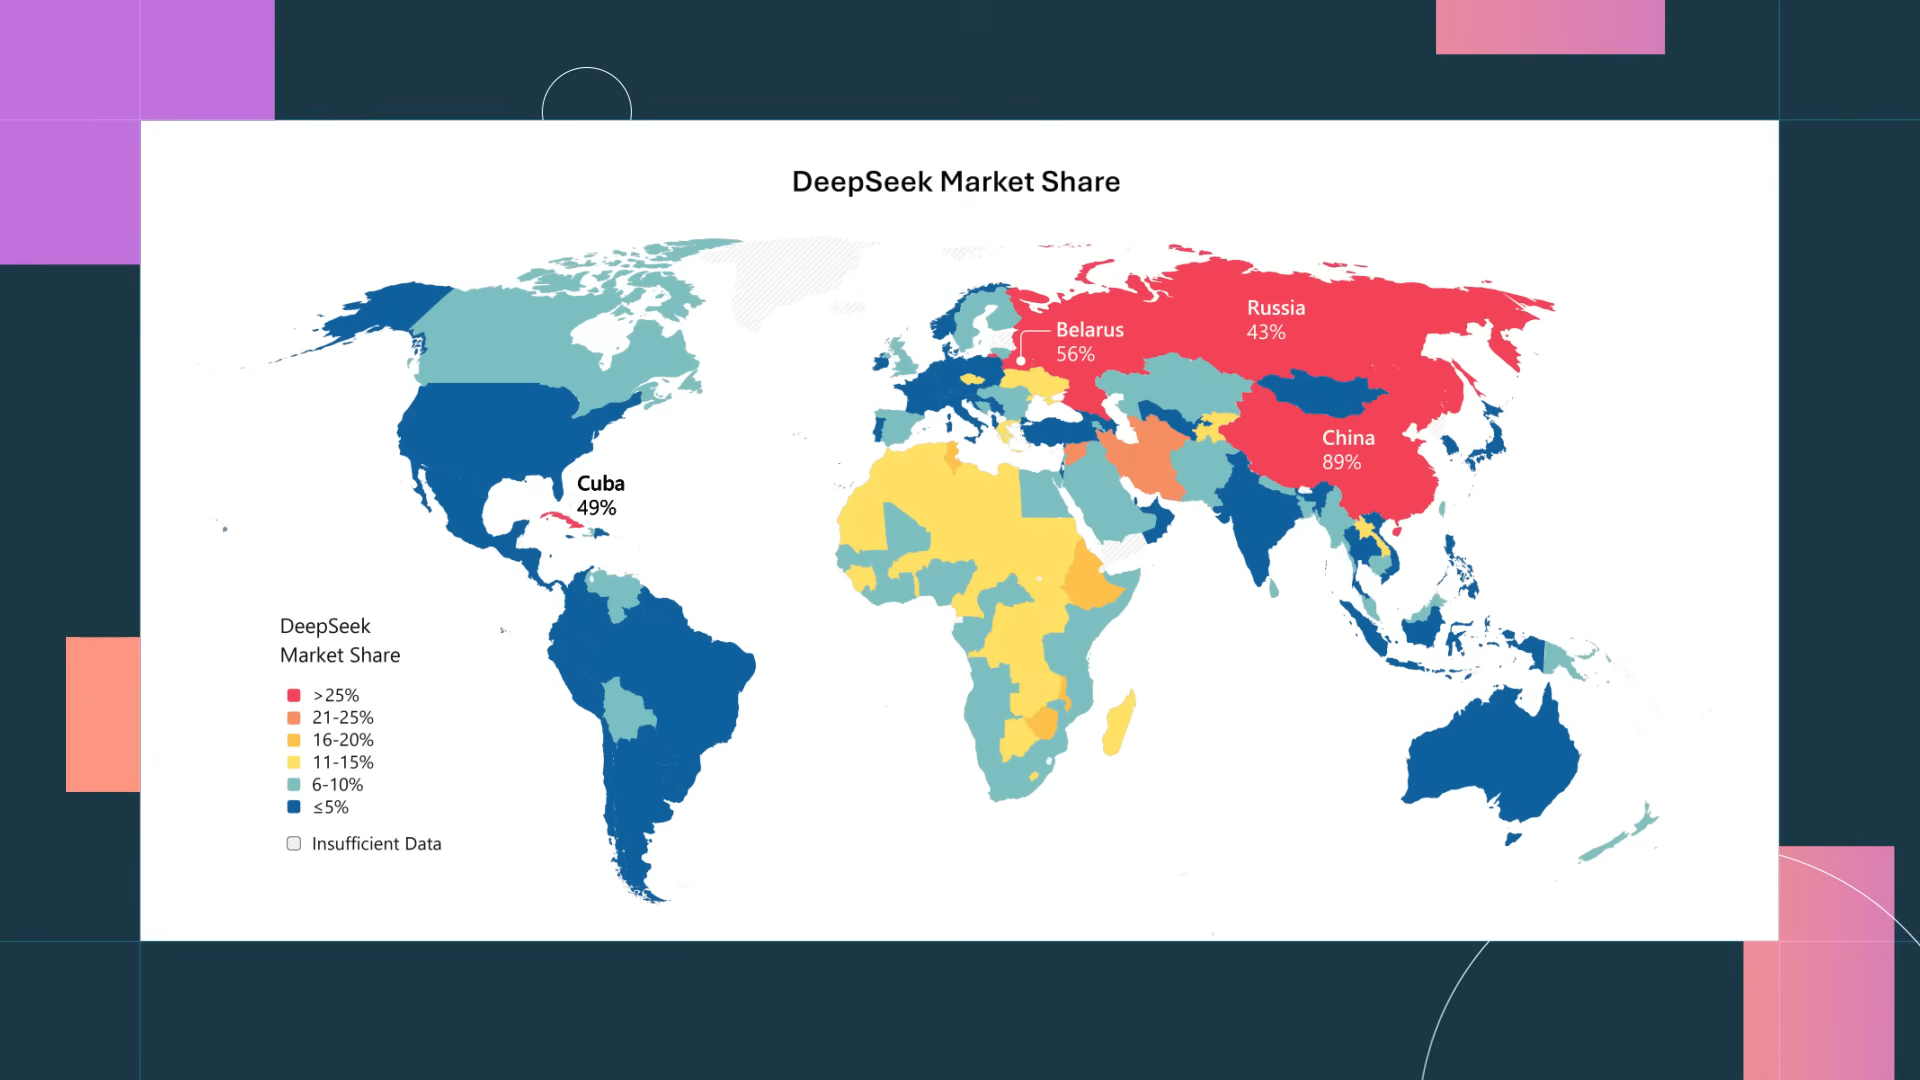 DeepSeek Market Share
Russia
43%
Belarus
56%
China
89%
Cuba
49%
DeepSeek
Market Share
>25%
21-25%
16-20%
11-15%
6-10%
≤5%
Insufficient Data